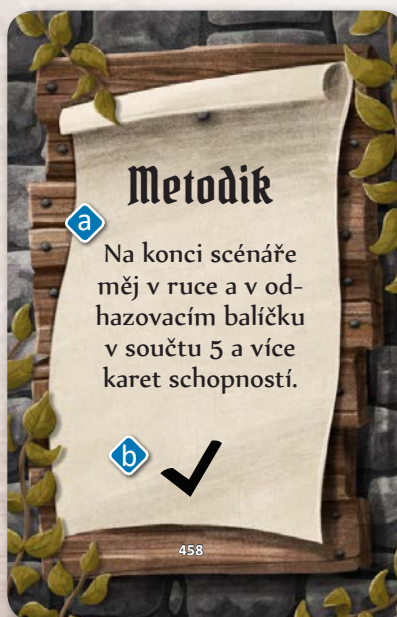 Metodik
a
Na konci scénáře
měj v ruce a v od-
hazovacím balíčku
v součtu 5 a více
karet schopností.
b
458